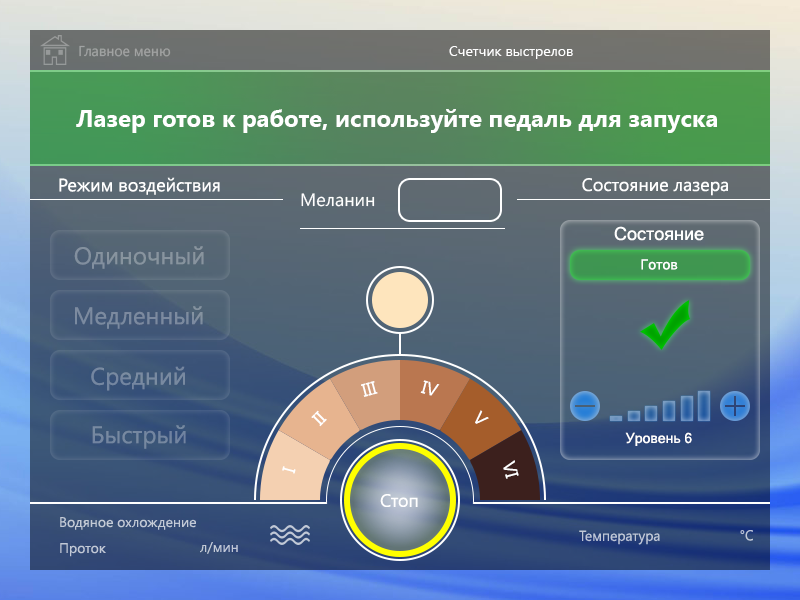 Главное меню
Счетчик выстрелов
Лазер готов к работе, используйте педаль для запуска
Режим воздействия
Меланин
Состояние лазера
Одиночный
Медленный
Средний
Быстрый
I
II
III
IV
V
VI
Стоп
Состояние
Готов
Уровень 6
Водяное охлождение
Проток
л/мин
Температура
°C